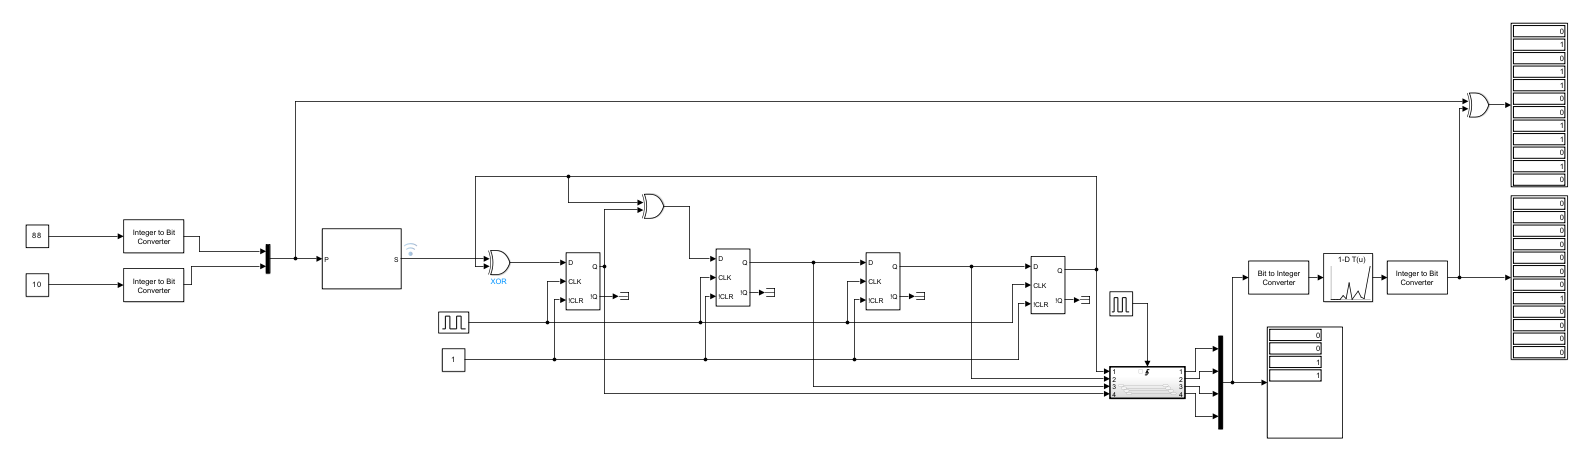 0
1
0
1
1
0
0
1
1
0
1
0
88
Integer to Bit
Converter
10
Integer to Bit
Converter
P
S
XOR
D
CLK
!CLR
Q
!Q
D
CLK
!CLR
Q
!Q
D
CLK
!CLR
Q
!Q
D
CLK
!CLR
Q
!Q
1
1
2
3
4
1
2
3
4
Bit to Integer
Converter
1-D T(u)
Integer to Bit
Converter
0
0
0
0
0
0
0
1
0
0
0
0
0
0
1
1